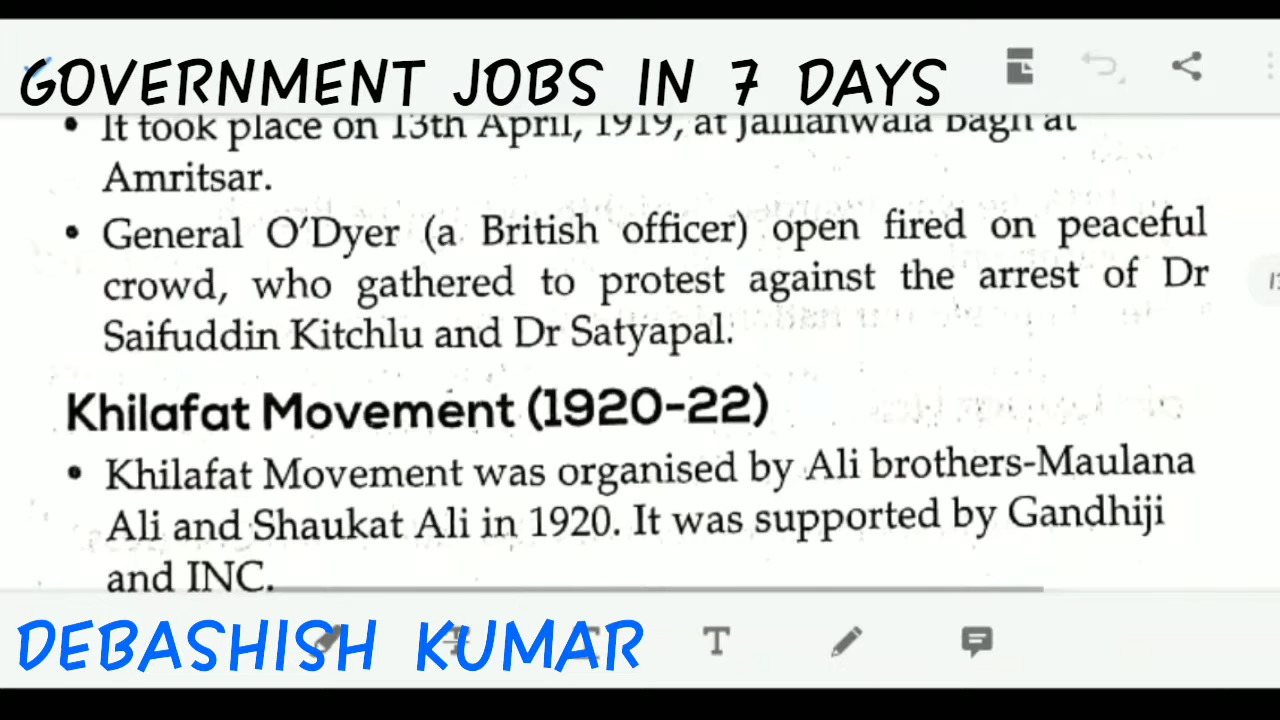 GOVERNMENT JOBS IN 7 DAYS
• It took place on 13th April, 1919, at Jallianwala Bagh at
Amritsar.
• General O'Dyer (a British officer) open fired on peaceful
crowd, who gathered to protest against the arrest of Dr
Saifuddin Kitchlu and Dr Satyapal.
Khilafat Movement (1920-22)
• Khilafat Movement was organised by Ali brothers-Maulana
Ali and Shaukat Ali in 1920. It was supported by Gandhiji
and INC.
DEBASHISH KUMAR
T